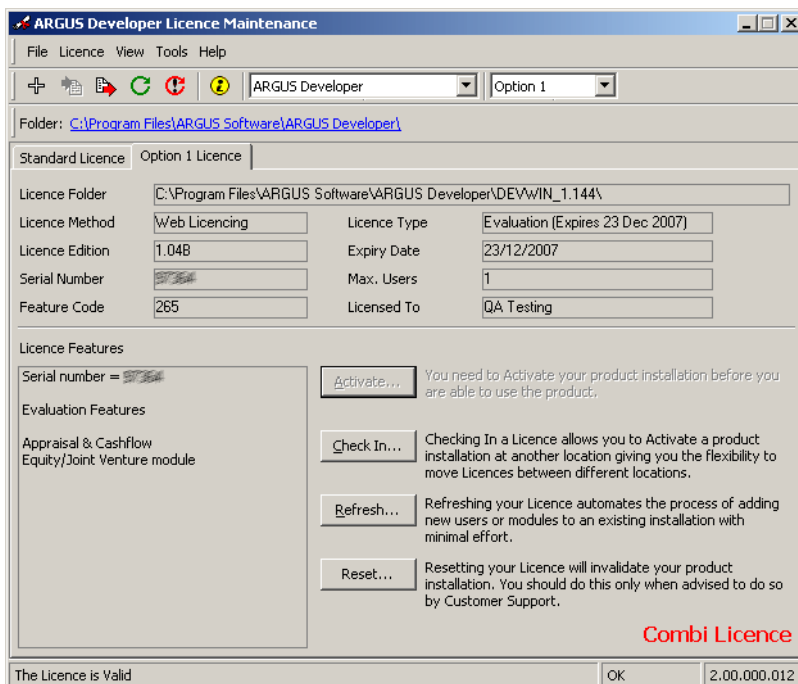 ARGUS Developer Licence Maintenance
File Licence View Tools Help
ARGUS Developer Option 1
Folder: C:\Program Files\ARGUS Software\ARGUS Developer\
Standard Licence Option 1 Licence
Licence Folder C:\Program Files\ARGUS Software\ARGUS Developer\DEVWIN_1.144\
Licence Method Web Licencing Licence Type Evaluation (Expires 23 Dec 2007)
Licence Edition 1.04B Expiry Date 23/12/2007
Serial Number Max. Users 1
Feature Code 265 Licensed To QA Testing
Licence Features
Serial number =
Evaluation Features
Appraisal & Cashflow
Equity/Joint Venture module
Activate... You need to Activate your product installation before you
are able to use the product.
Check In... Checking In a Licence allows you to Activate a product
installation at another location giving you the flexibility to
move Licences between different locations.
Refresh... Refreshing your Licence automates the process of adding
new users or modules to an existing installation with
minimal effort.
Reset... Resetting your Licence will invalidate your product
installation. You should do this only when advised to do so
by Customer Support.
Combi Licence
The Licence is Valid OK 2.00.000.012